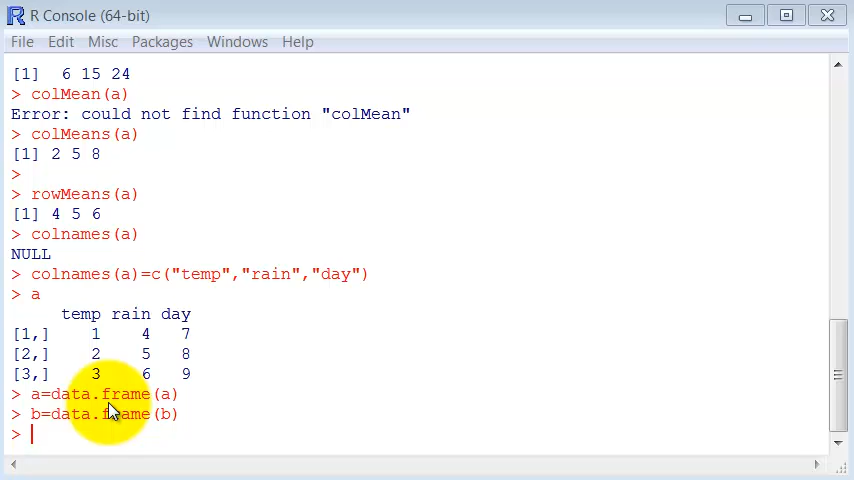 R Console (64-bit)
File Edit Misc Packages Windows Help
[1]  6 15 24
> colMean(a)
Error: could not find function "colMean"
> colMeans(a)
[1] 2 5 8
>
> rowMeans(a)
[1] 4 5 6
> colnames(a)
NULL
> colnames(a)=c("temp","rain","day")
> a
     temp rain day
[1,]    1    4   7
[2,]    2    5   8
[3,]    3    6   9
> a=data.frame(a)
> b=data.frame(b)
>